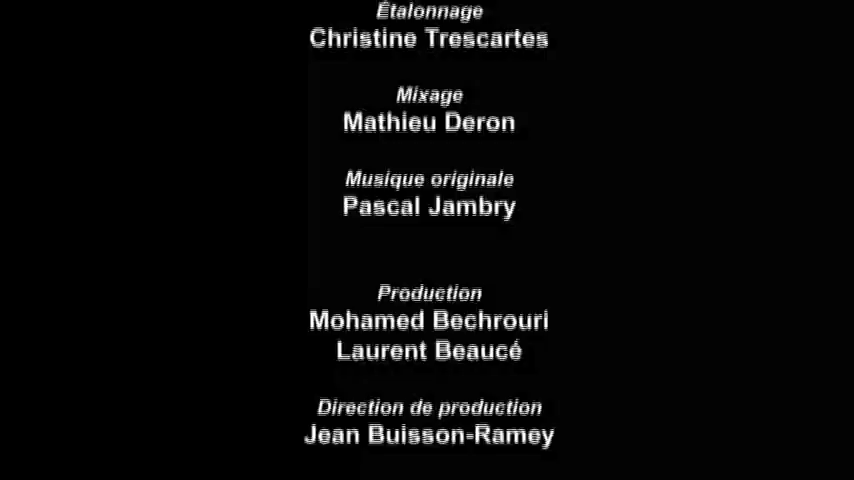 Étalonnage
Christine Trescartes
Mixage
Mathieu Deron
Musique originale
Pascal Jambry
Production
Mohamed Bechrouri
Laurent Beaucé
Direction de production
Jean Buisson-Ramey